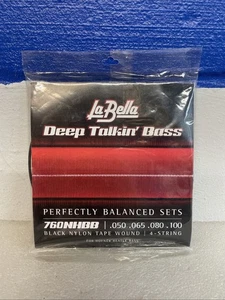 La Bella
Deep Talkin' Bass
PERFECTLY BALANCED SETS
760NHBB | .050 .065 .080 .100
BLACK NYLON TAPE WOUND | 4-STRING